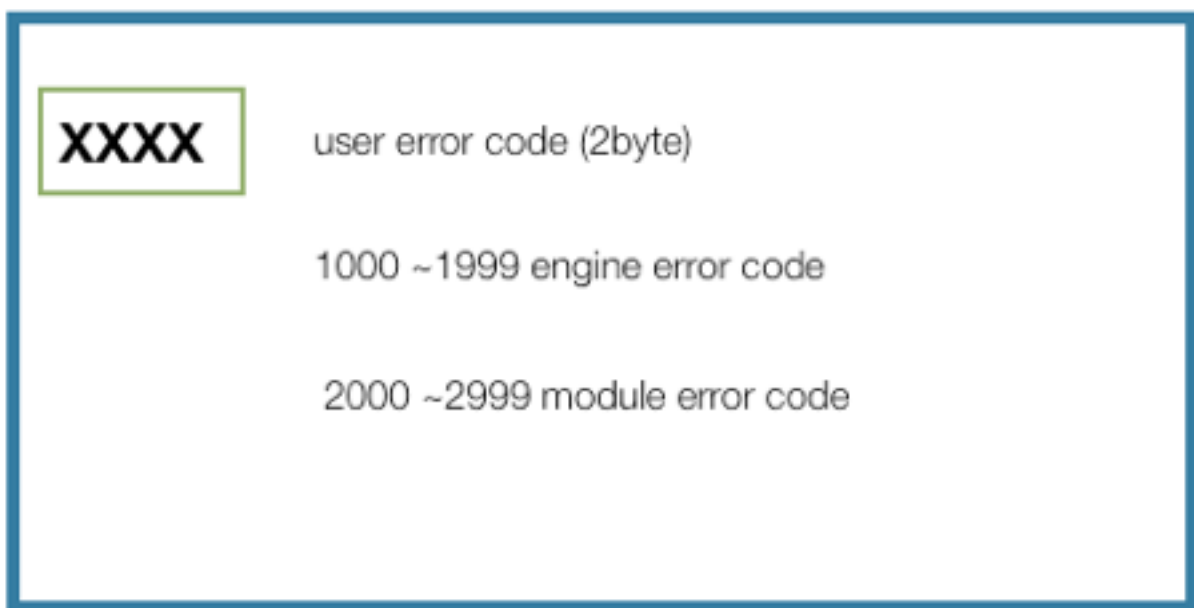 XXXX user error code (2byte)
1000 ~1999 engine error code
2000 ~2999 module error code